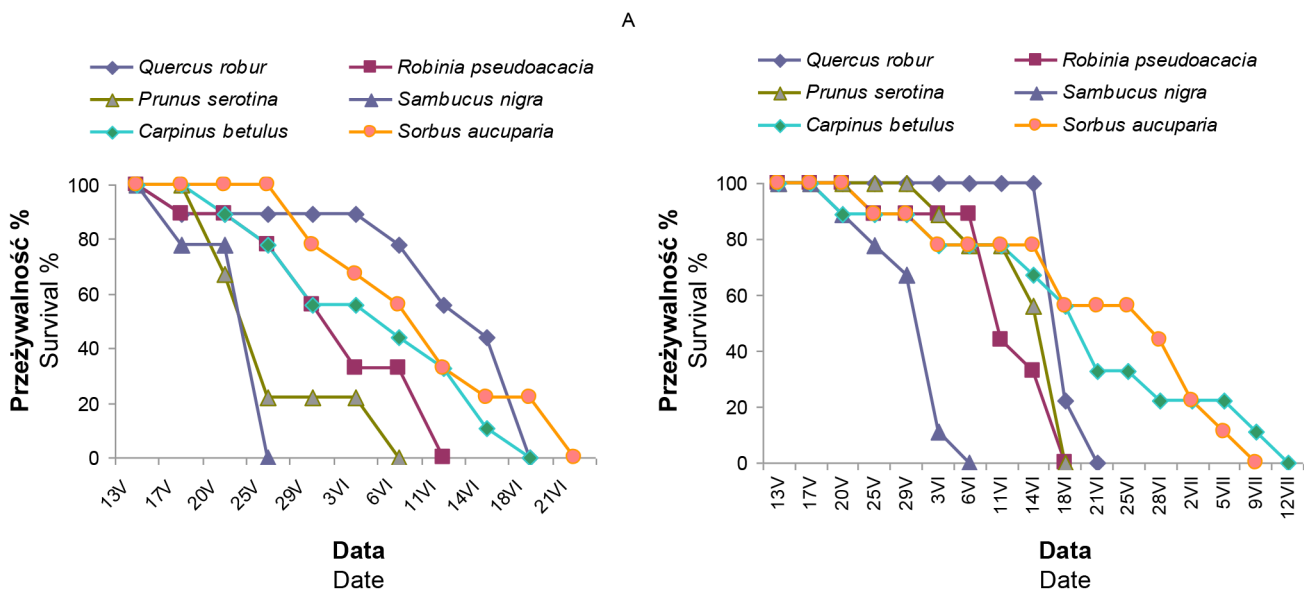 A
Quercus robur
Robinia pseudoacacia
Prunus serotina
Sambucus nigra
Carpinus betulus
Sorbus aucuparia
Przeżywalność %
Survival %
100
80
60
40
20
0
13V
17V
20V
25V
29V
3VI
6VI
11VI
14VI
18VI
21VI
Data
Date
Quercus robur
Robinia pseudoacacia
Prunus serotina
Sambucus nigra
Carpinus betulus
Sorbus aucuparia
Przeżywalność %
Survival %
100
80
60
40
20
0
13V
17V
20V
25V
29V
3VI
6VI
11VI
14VI
18VI
21VI
25VI
28VI
2VII
5VII
9VII
12VII
Data
Date